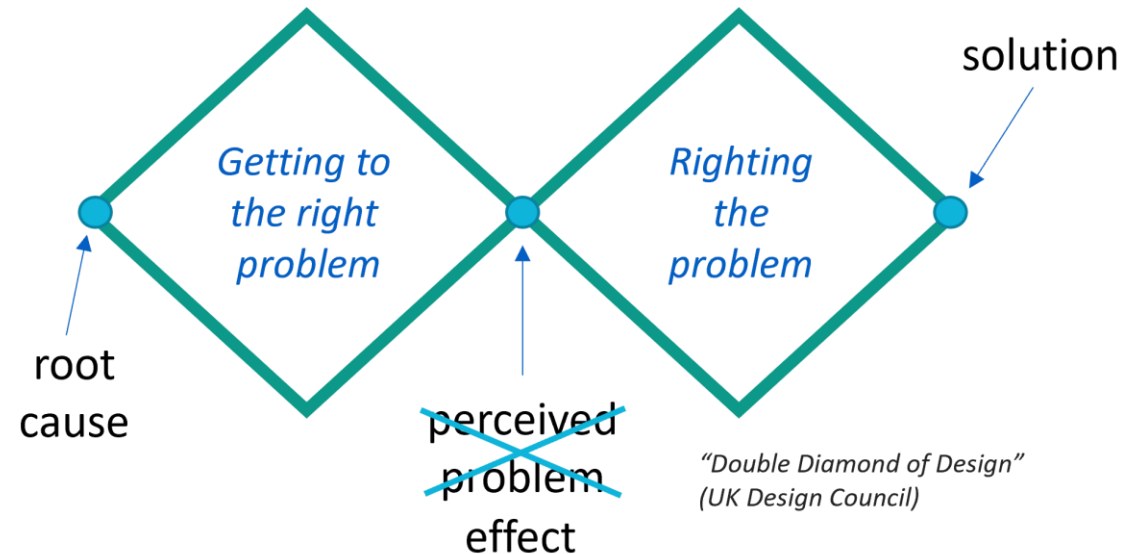 solution
Getting to
the right
problem
Righting
the
problem
root
cause
perceived
problem
effect
“Double Diamond of Design”
(UK Design Council)